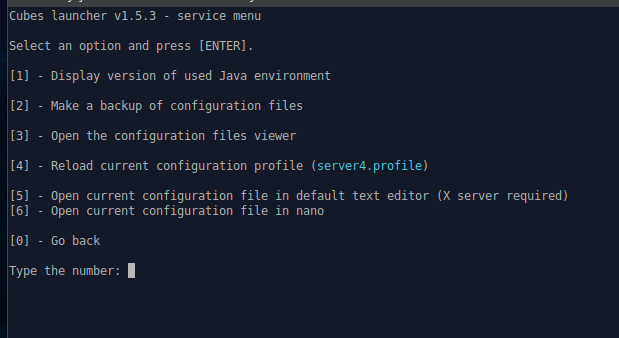 Cubes launcher v1.5.3 - service menu
Select an option and press [ENTER].
[1] - Display version of used Java environment
[2] - Make a backup of configuration files
[3] - Open the configuration files viewer
[4] - Reload current configuration profile (server4.profile)
[5] - Open current configuration file in default text editor (X server required)
[6] - Open current configuration file in nano
[0] - Go back
Type the number: